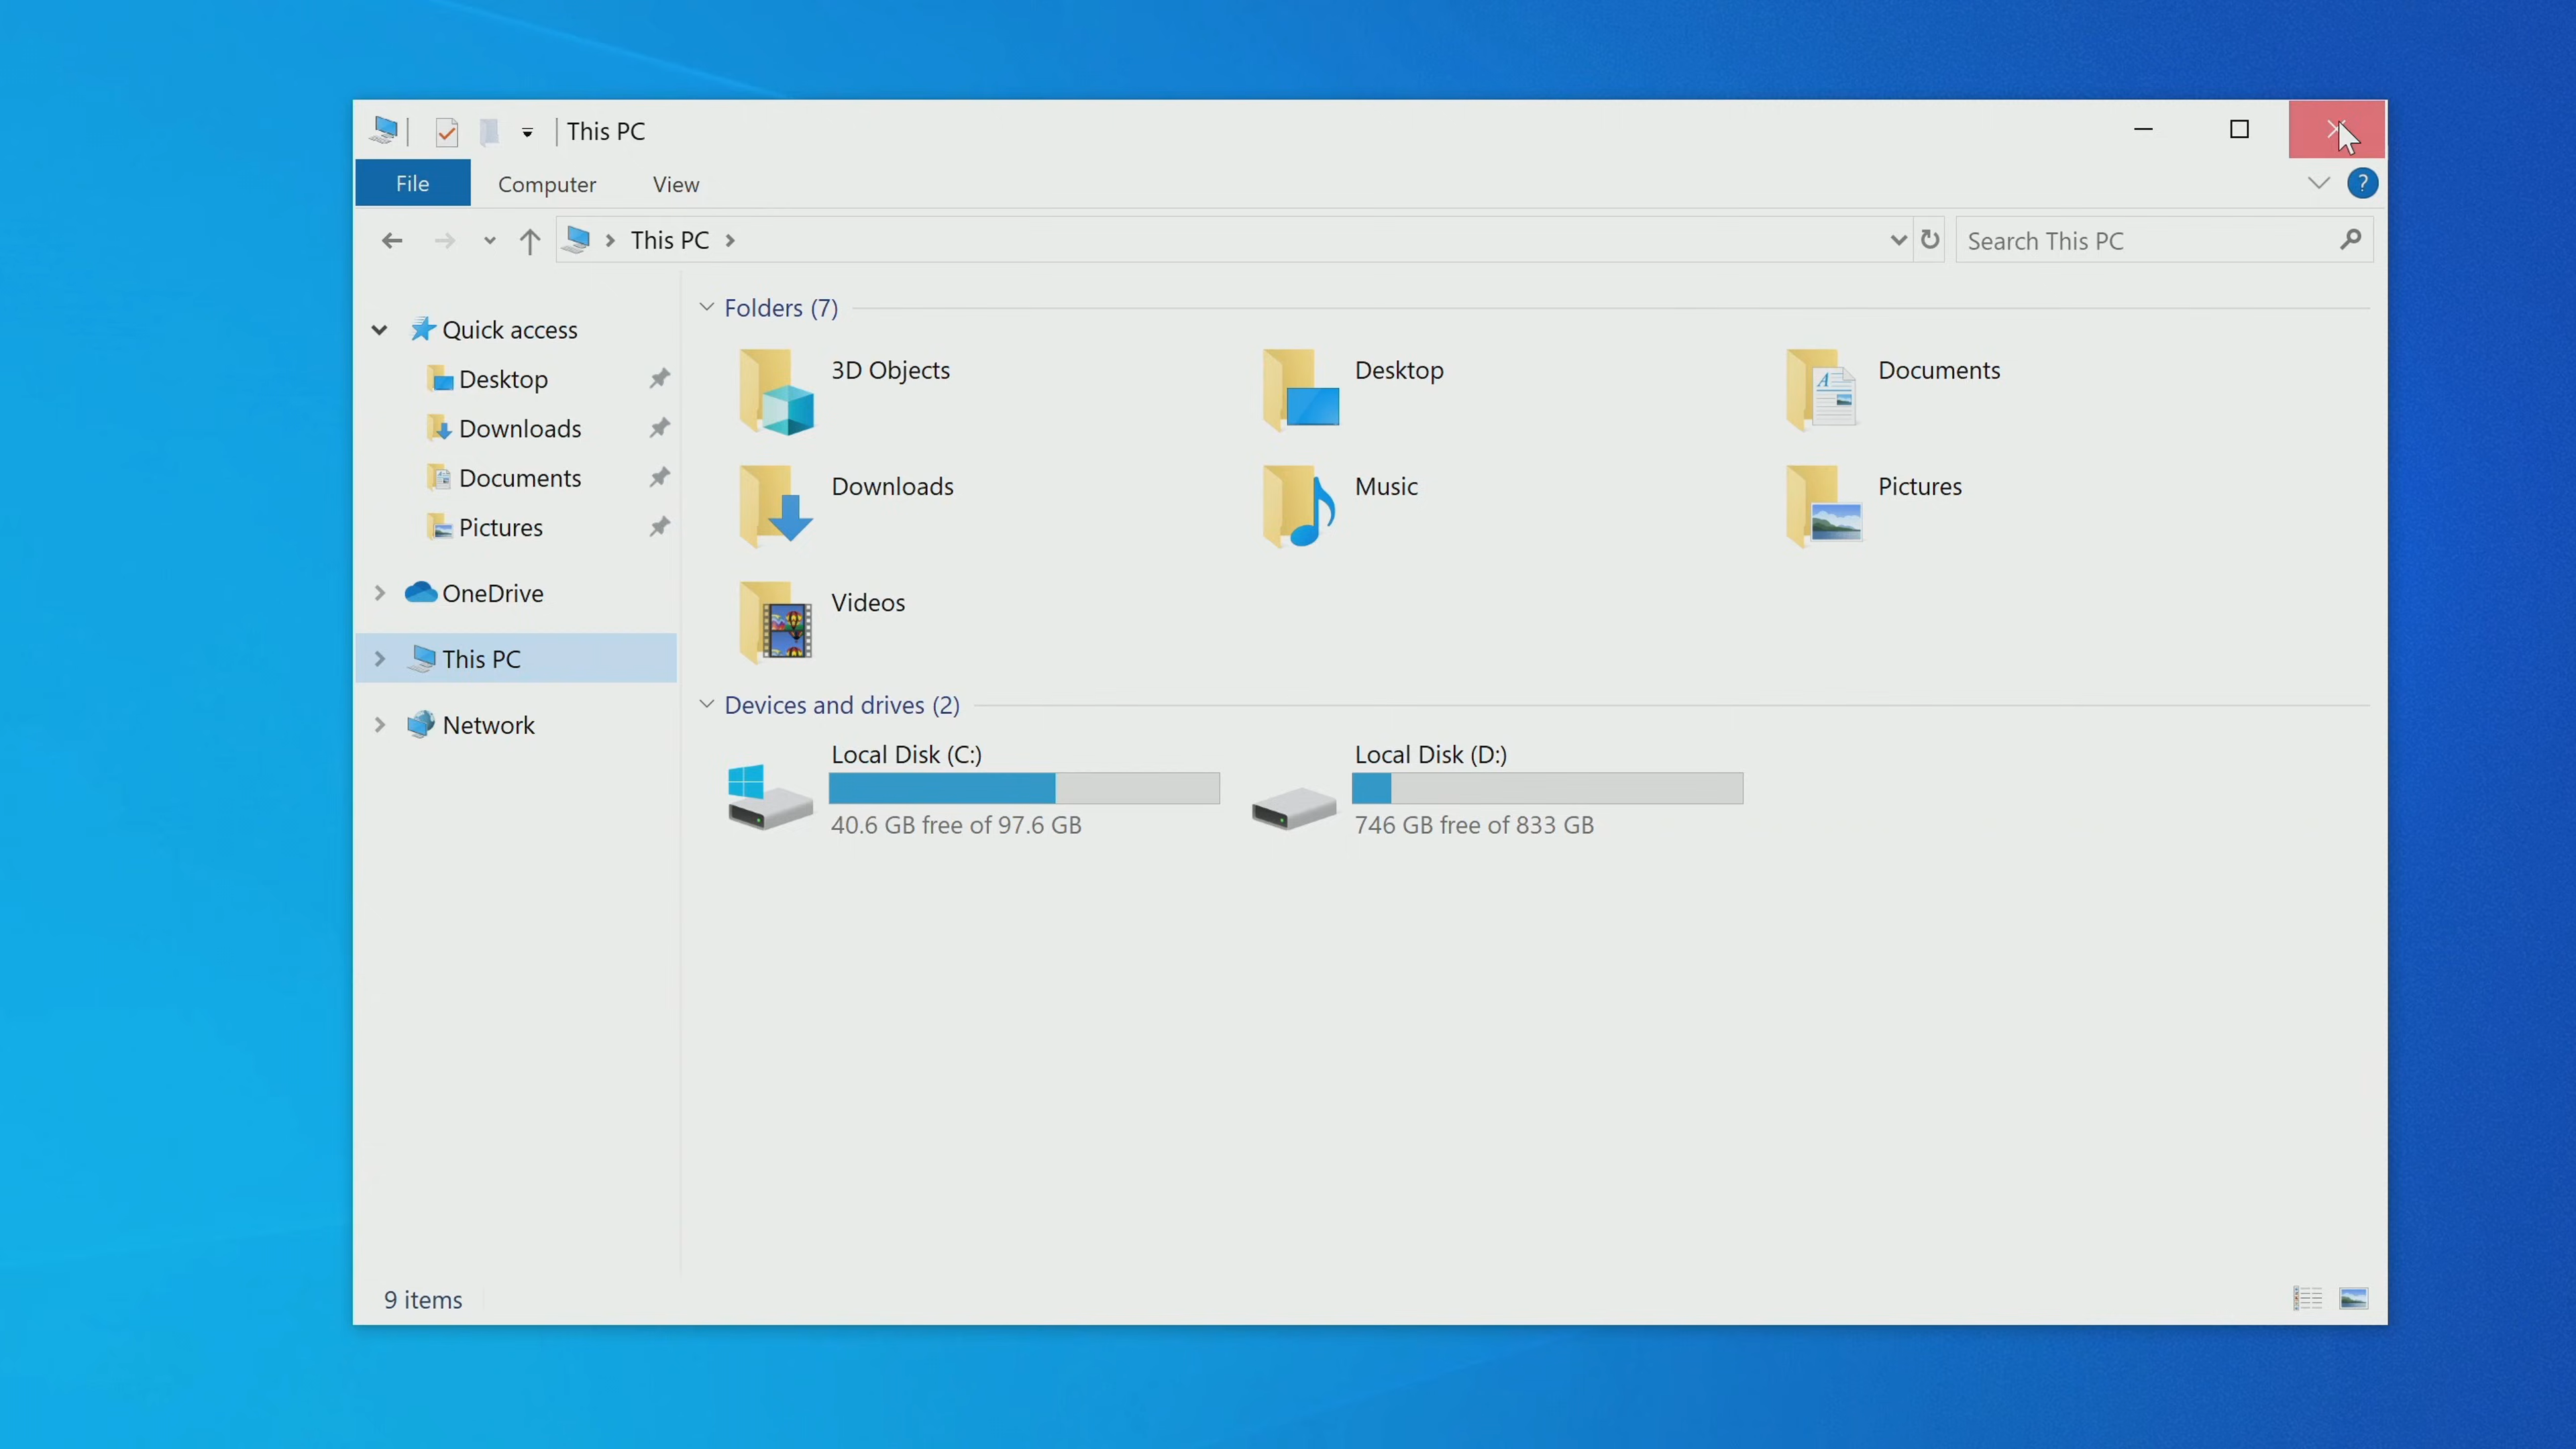 This PC
File Computer View
This PC
Search This PC
Quick access
Desktop
Downloads
Documents
Pictures
OneDrive
This PC
Network
Folders (7)
3D Objects
Desktop
Documents
Downloads
Music
Pictures
Videos
Devices and drives (2)
Local Disk (C:)
40.6 GB free of 97.6 GB
Local Disk (D:)
746 GB free of 833 GB
9 items